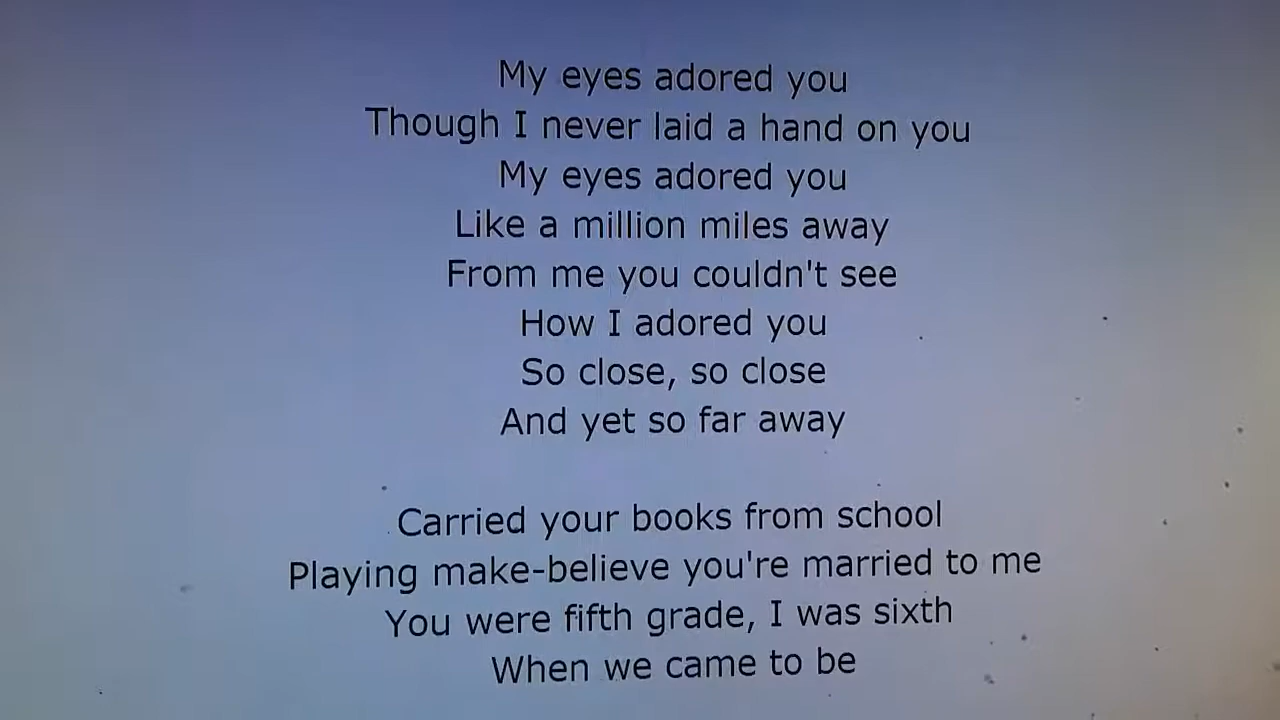 My eyes adored you
Though I never laid a hand on you
My eyes adored you
Like a million miles away
From me you couldn't see
How I adored you
So close, so close
And yet so far away
Carried your books from school
Playing make-believe you're married to me
You were fifth grade, I was sixth
When we came to be